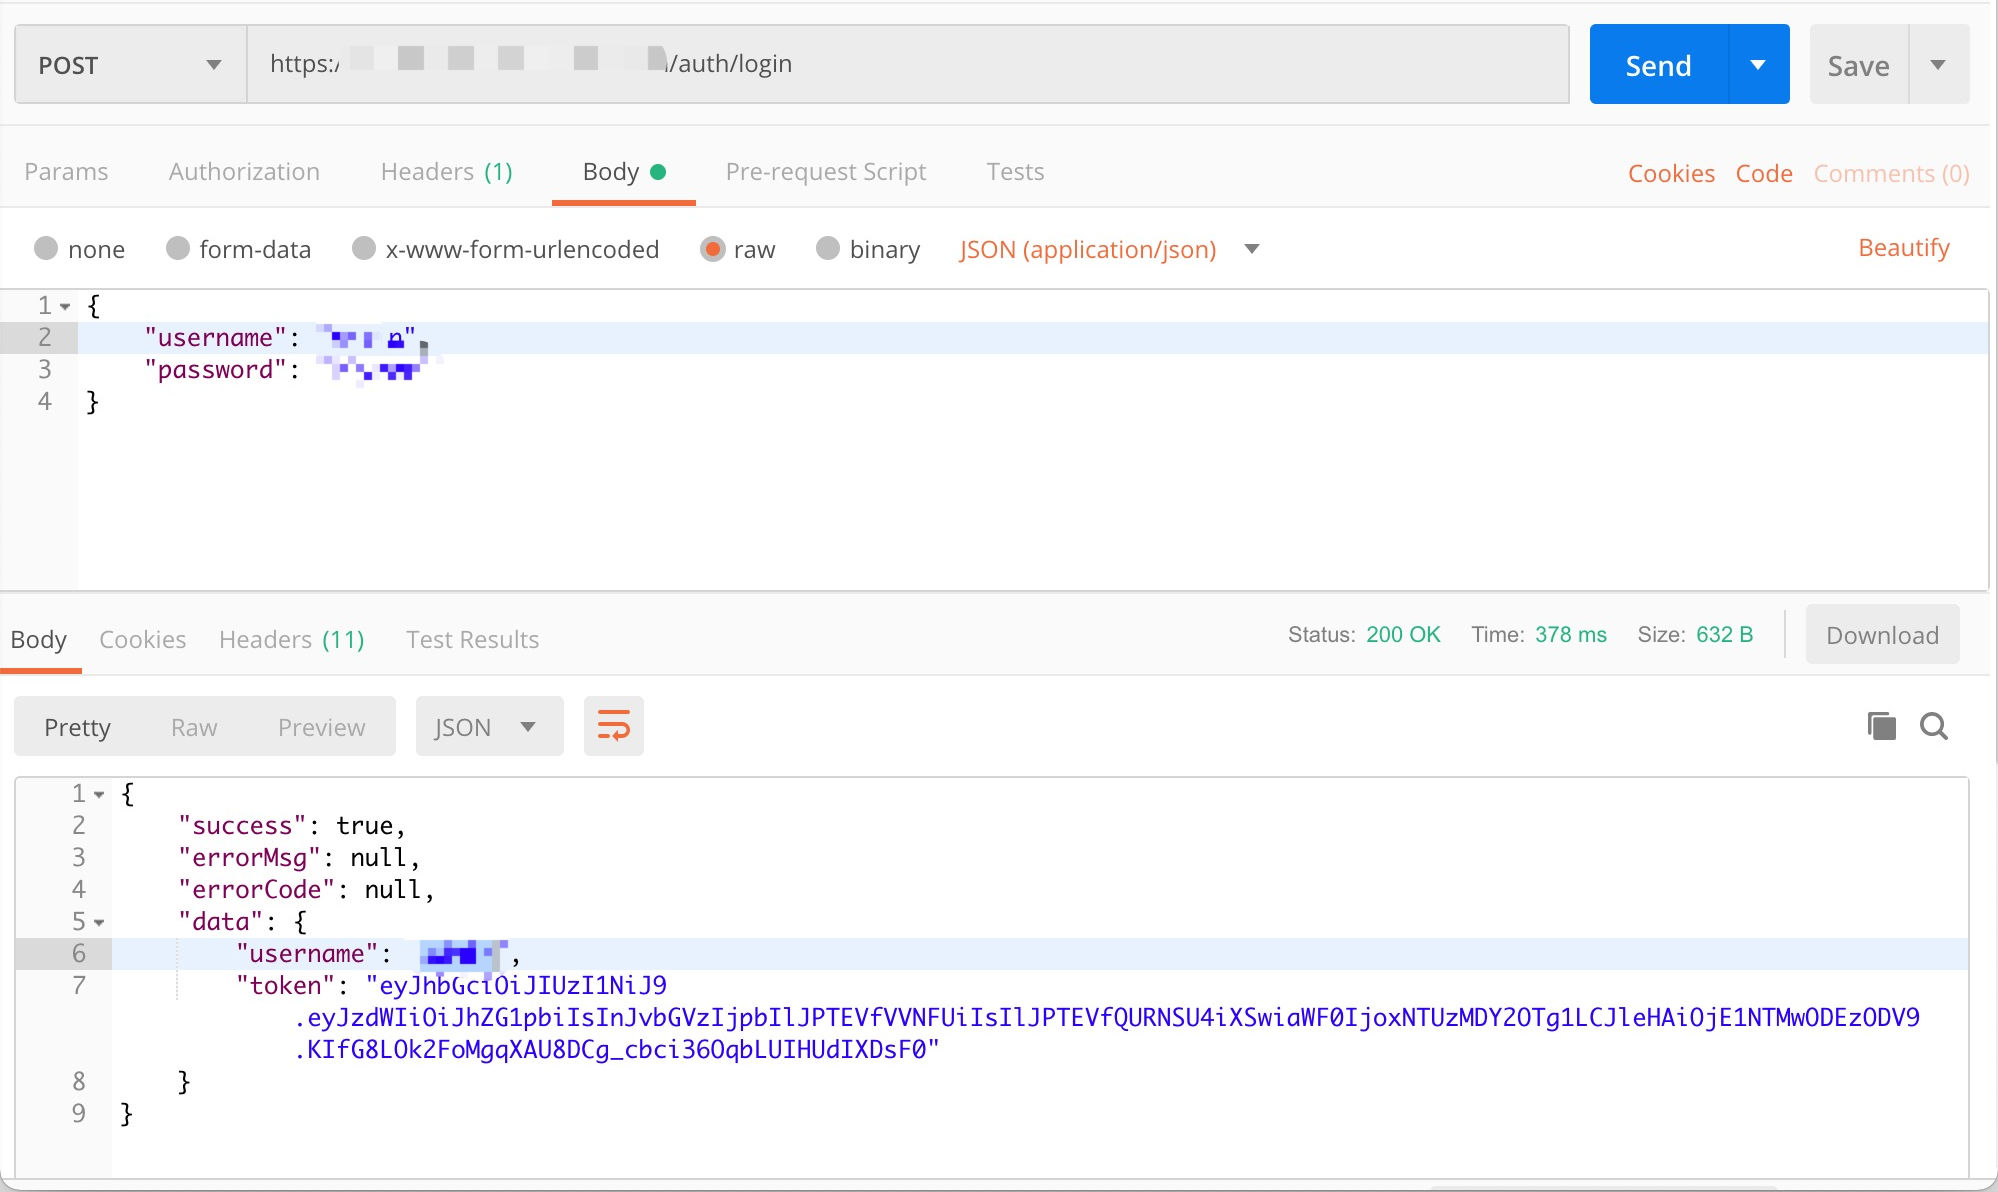 POST https:/ /auth/login Send Save
Params Authorization Headers (1) Body Pre-request Script Tests Cookies Code Comments (0)
none form-data x-www-form-urlencoded raw binary JSON (application/json) Beautify
1 {
2 "username": n",
3 "password":
4 }
Body Cookies Headers (11) Test Results Status: 200 OK Time: 378 ms Size: 632 B Download
Pretty Raw Preview JSON
1 {
2 "success": true,
3 "errorMsg": null,
4 "errorCode": null,
5 "data": {
6 "username": ,
7 "token": "eyJhbGciOiJIUzI1NiJ9
.eyJzdWIiOiJhZG1pbiIsInJvbGVzIjpbIlJPTEVfVVNFUiIsIlJPTEVfQURNSU4iXSwiaWF0IjoxNTUzMDY2OTg1LCJleHAiOjE1NTMwODEzODV9
.KIfG8LOk2FoMgqXAU8DCg_cbci36OqbLUIHUdIXDsF0"
8 }
9 }